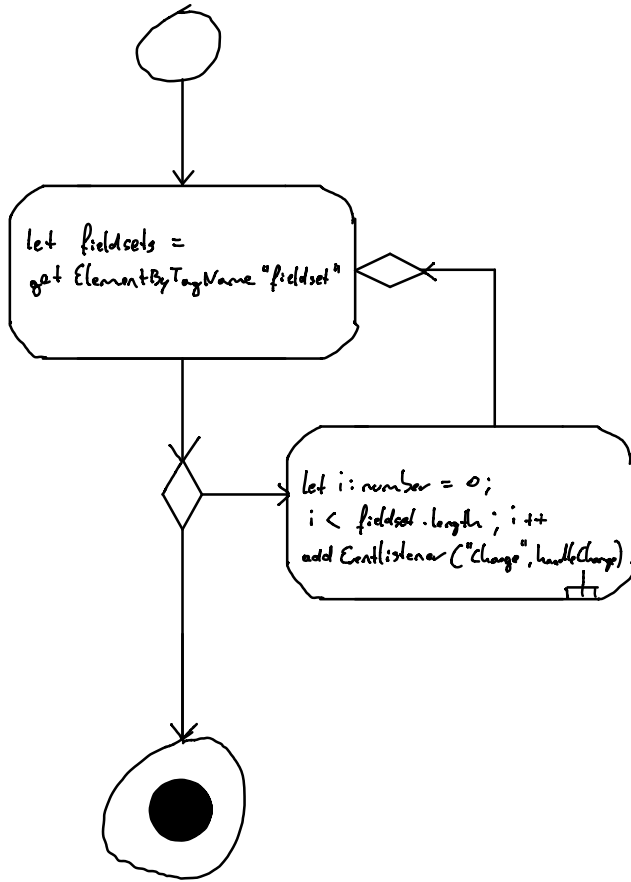 let fieldsets =
get ElementByTagName "fieldset"
let i: number = 0;
i < fieldset.length; i++
add Eventlistener ("change", handleChange)